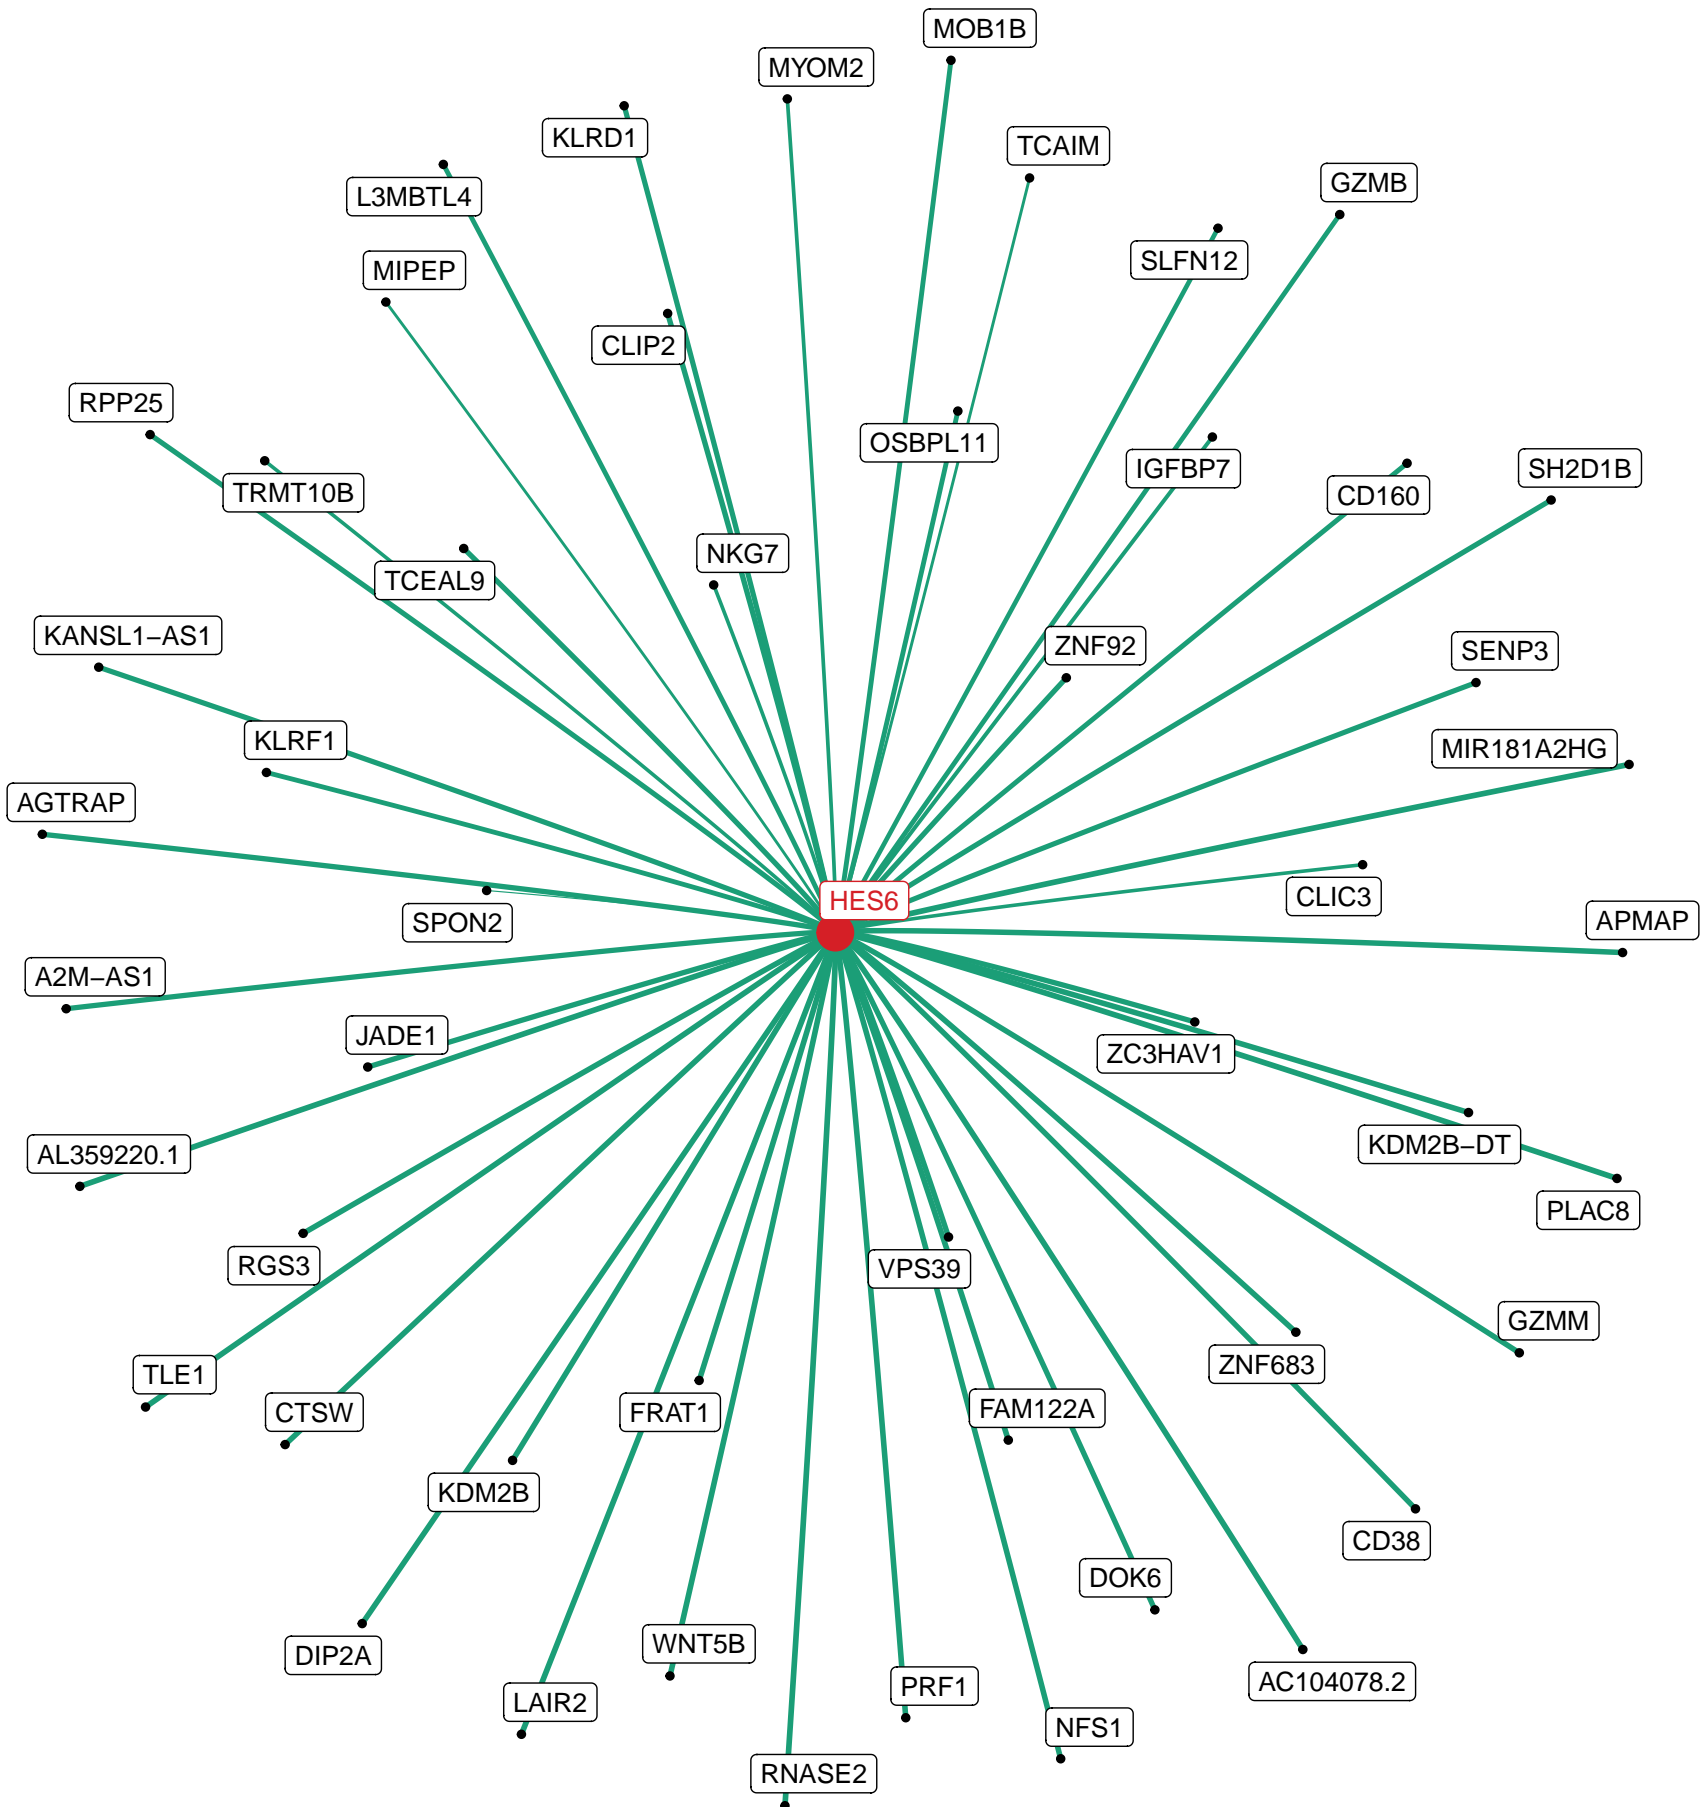 MOB1B
MYOM2
KLRD1
TCAIM
GZMB
L3MBTL4
SLFN12
MIPEP
CLIP2
RPP25
OSBPL11
IGFBP7
SH2D1B
TRMT10B
CD160
NKG7
TCEAL9
KANSL1–AS1
ZNF92
SENP3
KLRF1
MIR181A2HG
AGTRAP
CLIC3
HES6
SPON2
APMAP
A2M–AS1
JADE1
ZC3HAV1
KDM2B–DT
AL359220.1
PLAC8
RGS3
VPS39
GZMM
ZNF683
TLE1
FAM122A
CTSW
FRAT1
KDM2B
CD38
DOK6
WNT5B
DIP2A
AC104078.2
PRF1
LAIR2
NFS1
RNASE2